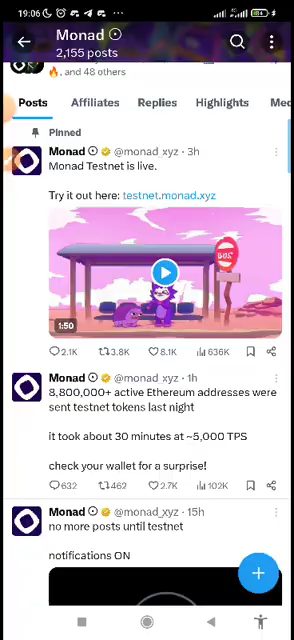 19:06
Monad
2,155 posts
🔥, and 48 others
Posts Affiliates Replies Highlights Med
Pinned
Monad @monad_xyz · 3h
Monad Testnet is live.
Try it out here: testnet.monad.xyz
BUS
1:50
2.1K 3.8K 8.1K 636K
Monad @monad_xyz · 1h
8,800,000+ active Ethereum addresses were
sent testnet tokens last night
it took about 30 minutes at ~5,000 TPS
check your wallet for a surprise!
632 462 2.7K 102K
Monad @monad_xyz · 15h
no more posts until testnet
notifications ON